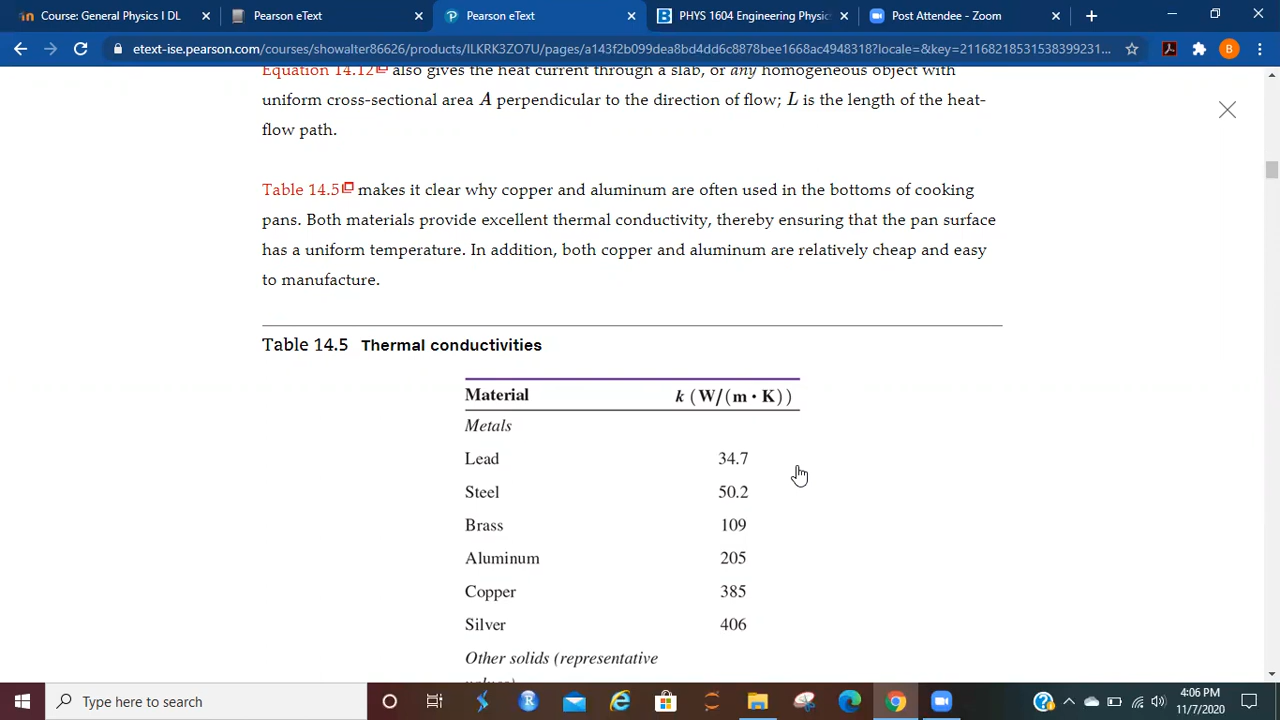 Course: General Physics I DL
Pearson eText
Pearson eText
PHYS 1604 Engineering Physic
Post Attendee - Zoom
etext-ise.pearson.com/courses/showalter86626/products/ILKRK3ZO7U/pages/a143f2b099dea8bd4dd6c8878bee1668ac4948318?locale=&key=21168218531538399231...
B
Equation 14.12 also gives the heat current through a slab, or any homogeneous object with
uniform cross-sectional area A perpendicular to the direction of flow; L is the length of the heat-
flow path.
Table 14.5 makes it clear why copper and aluminum are often used in the bottoms of cooking
pans. Both materials provide excellent thermal conductivity, thereby ensuring that the pan surface
has a uniform temperature. In addition, both copper and aluminum are relatively cheap and easy
to manufacture.
Table 14.5 Thermal conductivities
Material k (W/(m · K))
Metals
Lead 34.7
Steel 50.2
Brass 109
Aluminum 205
Copper 385
Silver 406
Other solids (representative
Type here to search
4:06 PM
11/7/2020